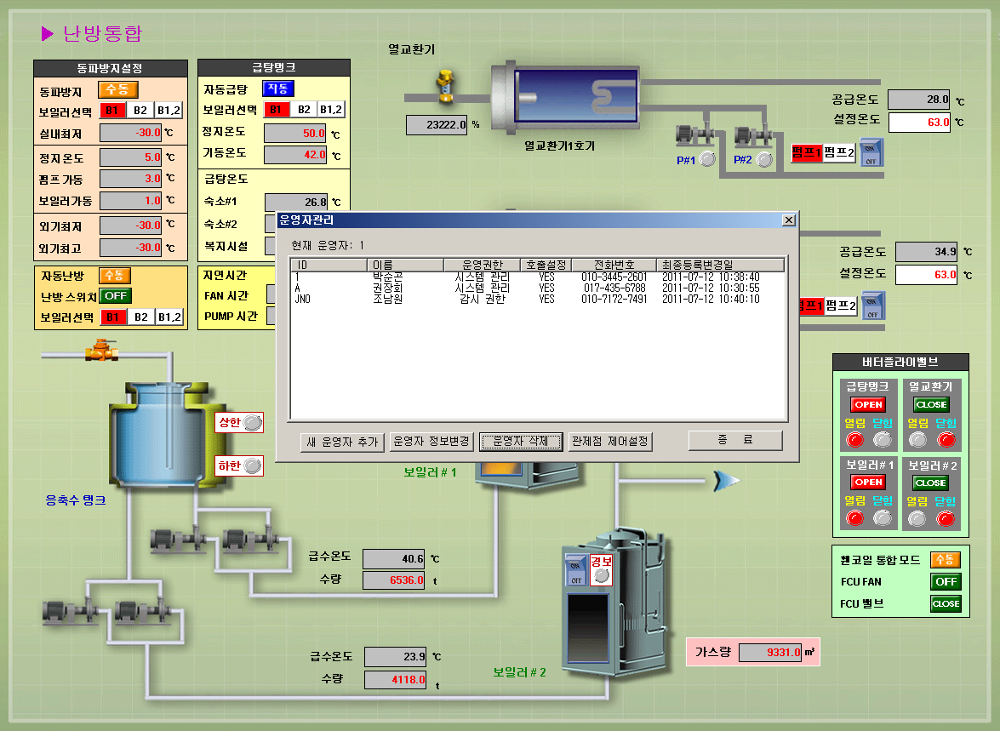 ▶ 난방통합
동파방지설정
동파방지 수동
보일러선택 B1 B2 B1,2
실내최저 -30.0 ℃
정지온도 5.0 ℃
펌프가동 3.0 ℃
보일러가동 1.0 ℃
외기최저 -30.0 ℃
외기최고 -30.0 ℃
자동난방 수동
난방 스위치 OFF
보일러선택 B1 B2 B1,2
급탕탱크
자동급탕 자동
보일러선택 B1 B2 B1,2
정지온도 50.0 ℃
기동온도 42.0 ℃
급탕온도
숙소#1 26.8 ℃
숙소#2
복지시설
지연시간
FAN 시간
PUMP 시간
열교환기
23222.0 %
열교환기1호기
P#1
P#2
공급온도 28.0 ℃
설정온도 63.0 ℃
펌프1 펌프2 ON OFF
공급온도 34.9 ℃
설정온도 63.0 ℃
펌프1 펌프2 ON OFF
운영자관리
현재 운영자: 1
ID 이름 운영권한 호출설정 전화번호 최종등록변경일
1 박순곤 시스템 관리 YES 010-3445-2601 2011-07-12 10:38:40
A 권장회 시스템 관리 YES 017-435-6788 2011-07-12 10:30:55
JNO 조남원 감시 권한 YES 010-7172-7491 2011-07-12 10:40:10
새 운영자 추가 운영자 정보변경 운영자 삭제 관제점 제어설정 종 료
상한
하한
응축수 탱크
보일러#1
급수온도 40.6 ℃
수량 6536.0 t
급수온도 23.9 ℃
수량 4118.0 t
보일러#2
ON OFF 경보
가스량 9331.0 m³
버터플라이밸브
급탕탱크 열교환기
OPEN CLOSE
열림 닫힘 열림 닫힘
보일러#1 보일러#2
OPEN CLOSE
열림 닫힘 열림 닫힘
휀코일 통합 모드 수동
FCU FAN OFF
FCU 밸브 CLOSE